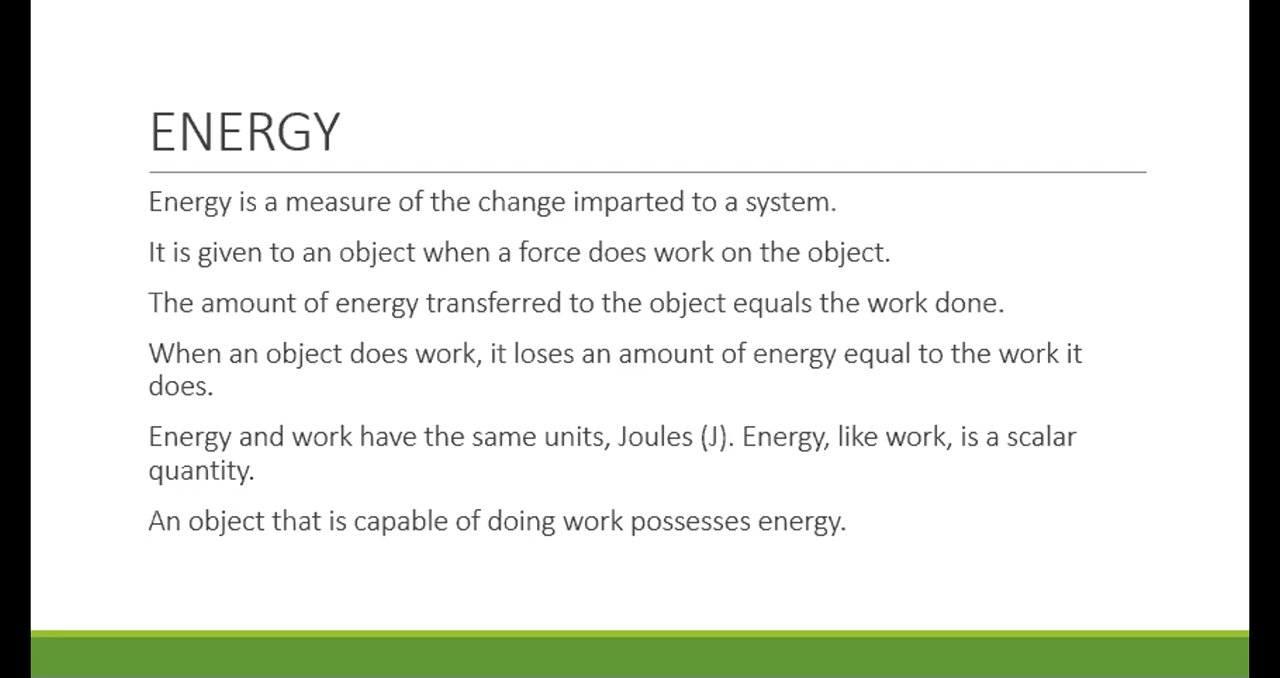 ENERGY
Energy is a measure of the change imparted to a system.
It is given to an object when a force does work on the object.
The amount of energy transferred to the object equals the work done.
When an object does work, it loses an amount of energy equal to the work it
does.
Energy and work have the same units, Joules (J). Energy, like work, is a scalar
quantity.
An object that is capable of doing work possesses energy.